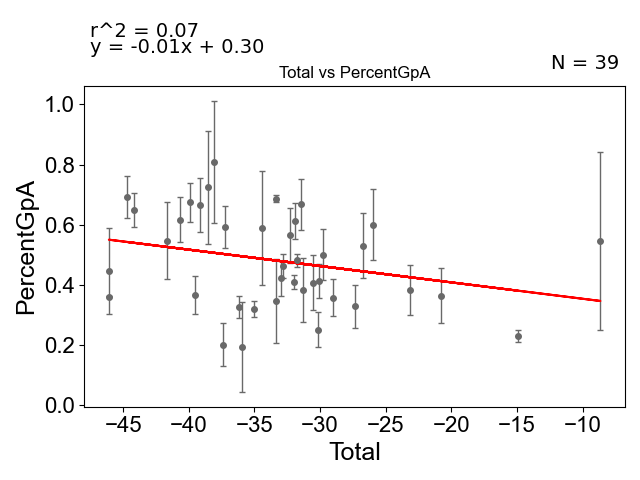 r^2 = 0.07
y = -0.01x + 0.30
N = 39
Total vs PercentGpA
PercentGpA
1.0
0.8
0.6
0.4
0.2
0.0
−45 −40 −35 −30 −25 −20 −15 −10
Total